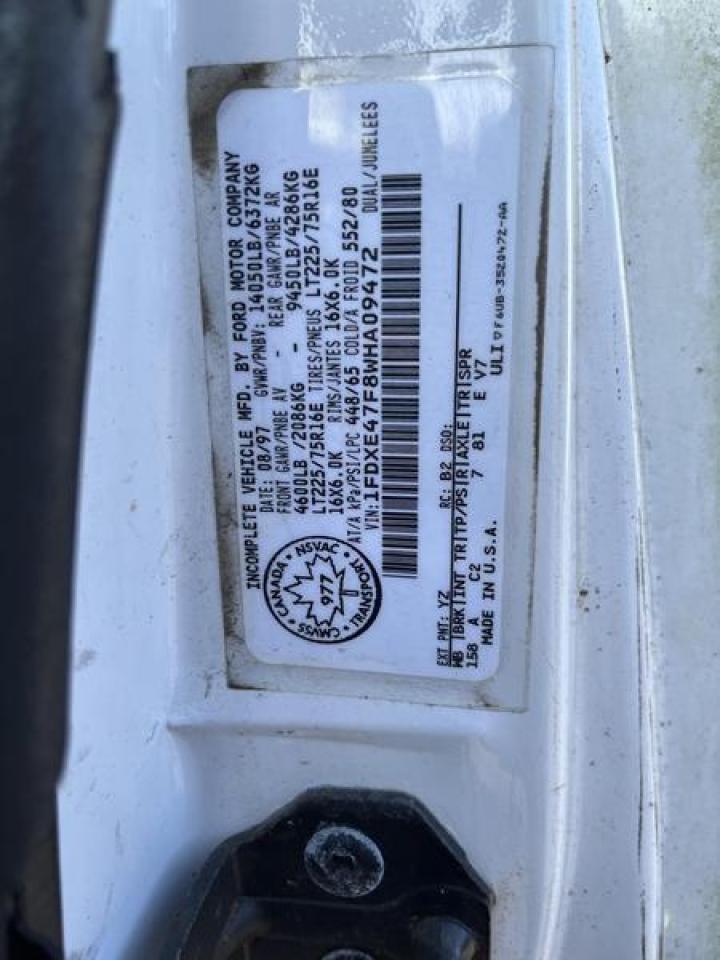 INCOMPLETE VEHICLE MFD. BY FORD MOTOR COMPANY
DATE: 08/97 GVWR/PNBV: 14050LB/6372KG
FRONT GAWR/PNBE AV - REAR GAWR/PNBE AR
4600LB /2086KG - 9450LB/4286KG
LT225/75R16E TIRES/PNEUS LT225/75R16E
16X6.0K RIMS/JANTES 16X6.0K
AT/A kPa/PSI/LPC 448/65 COLD/A FROID 552/80
VIN: 1FDXE47F8WHA09472 DUAL/JUMELEES
CANADA · NSVAC · TRANSPORT · CMVSS
977
EXT PNT: YZ RC: B2 DSO:
WB |BRK|INT TR|TP/PS|R|AXLE|TR|SPR
158 A C2 7 81 E V7
MADE IN U.S.A. ULI